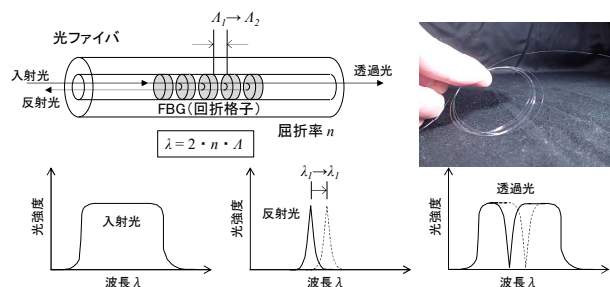 Λ1→Λ2
光ファイバ
入射光
透過光
反射光
FBG(回折格子)
屈折率 n
λ=2・n・Λ
λ1→λ1
光強度
入射光
波長 λ
光強度
反射光
波長 λ
光強度
透過光
波長 λ